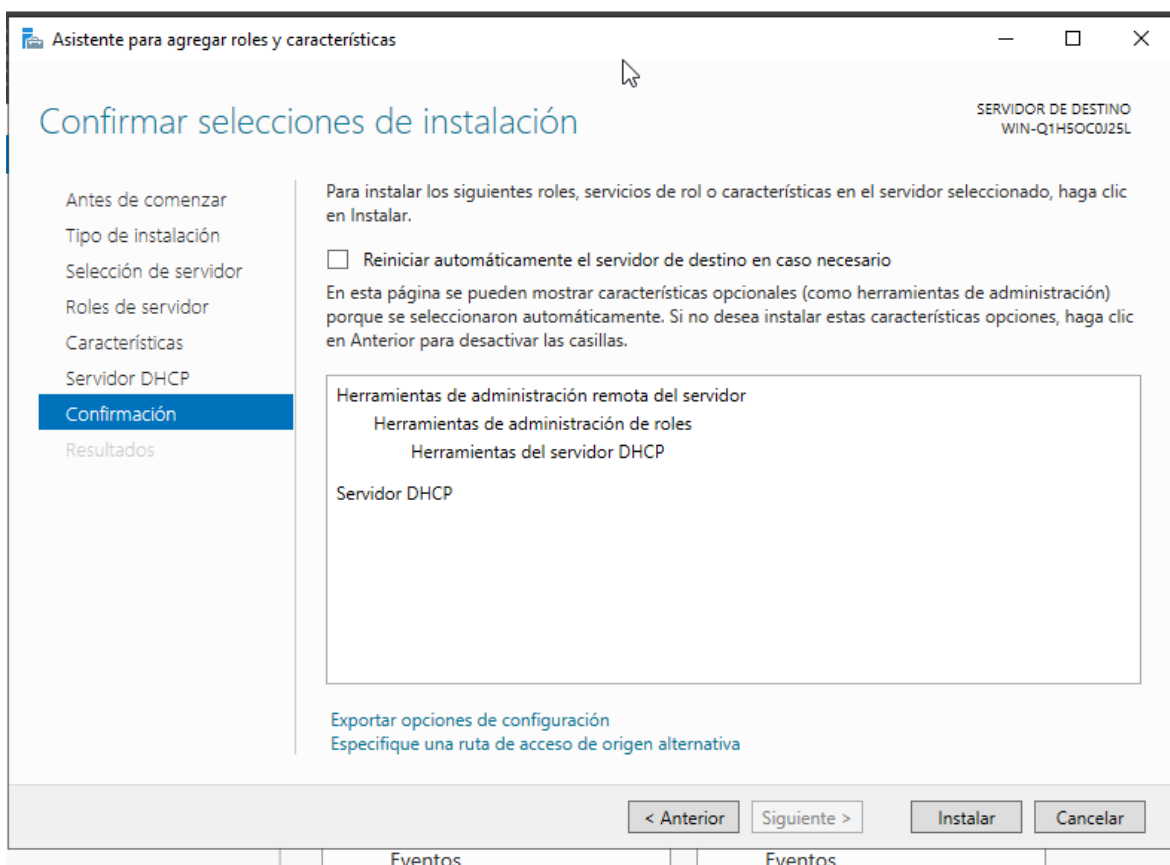 Asistente para agregar roles y características
Confirmar selecciones de instalación
SERVIDOR DE DESTINO
WIN-Q1H5OC0J25L
Antes de comenzar
Tipo de instalación
Selección de servidor
Roles de servidor
Características
Servidor DHCP
Confirmación
Resultados
Para instalar los siguientes roles, servicios de rol o características en el servidor seleccionado, haga clic
en Instalar.
Reiniciar automáticamente el servidor de destino en caso necesario
En esta página se pueden mostrar características opcionales (como herramientas de administración)
porque se seleccionaron automáticamente. Si no desea instalar estas características opciones, haga clic
en Anterior para desactivar las casillas.
Herramientas de administración remota del servidor
Herramientas de administración de roles
Herramientas del servidor DHCP
Servidor DHCP
Exportar opciones de configuración
Especifique una ruta de acceso de origen alternativa
< Anterior Siguiente > Instalar Cancelar
Eventos Eventos